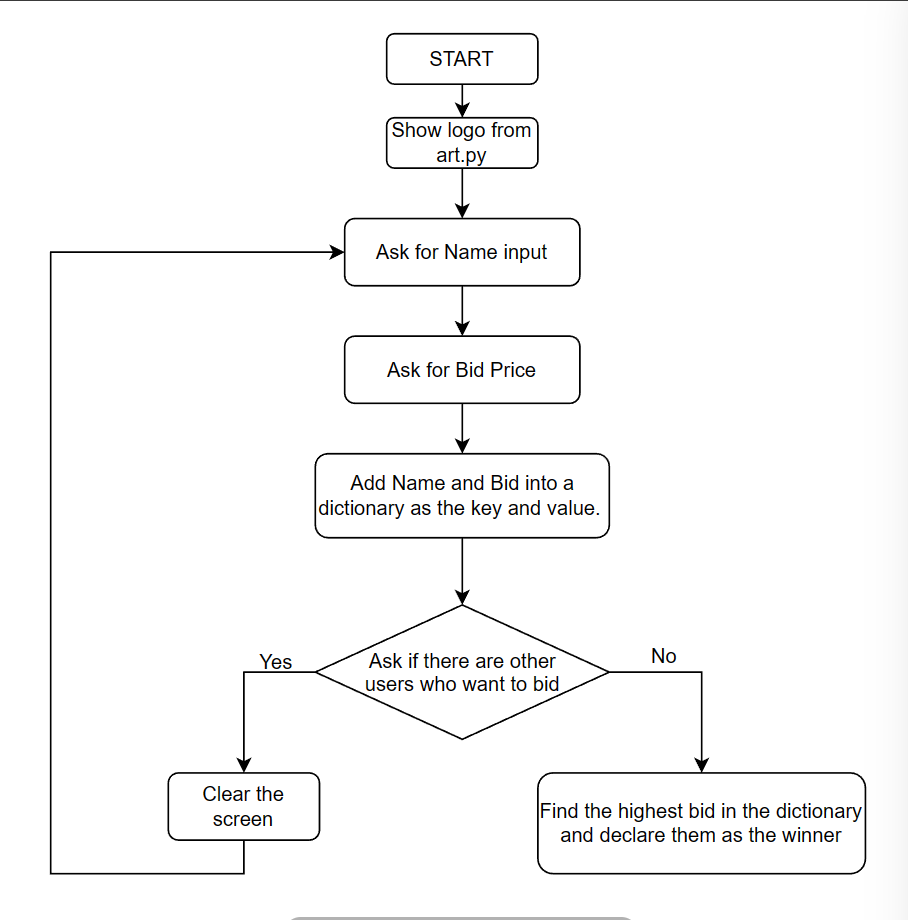 START
Show logo from
art.py
Ask for Name input
Ask for Bid Price
Add Name and Bid into a
dictionary as the key and value.
Ask if there are other
users who want to bid
Yes
No
Clear the
screen
Find the highest bid in the dictionary
and declare them as the winner